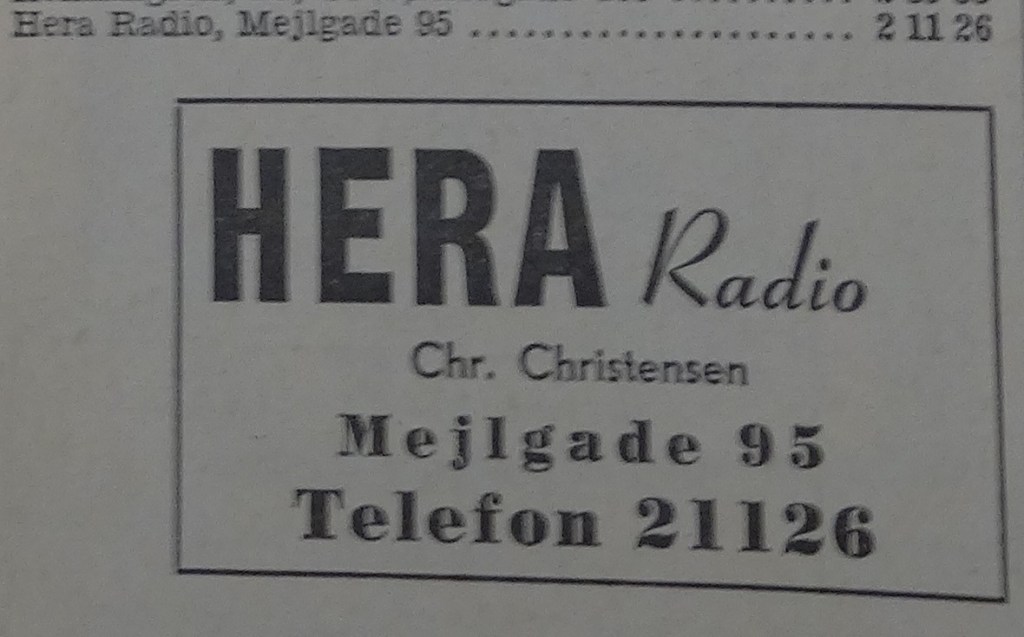 Hera Radio, Mejlgade 95 ..................... 2 11 26
HERA Radio
Chr. Christensen
Mejlgade 95
Telefon 21126